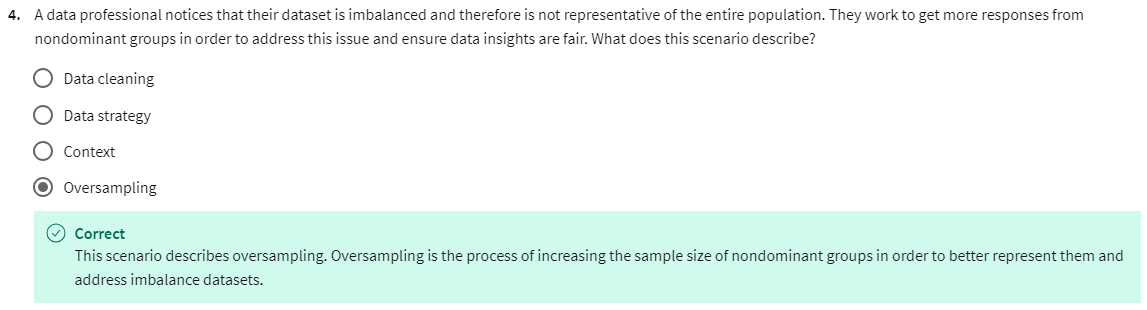 4. A data professional notices that their dataset is imbalanced and therefore is not representative of the entire population. They work to get more responses from
nondominant groups in order to address this issue and ensure data insights are fair. What does this scenario describe?
Data cleaning
Data strategy
Context
Oversampling
Correct
This scenario describes oversampling. Oversampling is the process of increasing the sample size of nondominant groups in order to better represent them and
address imbalance datasets.